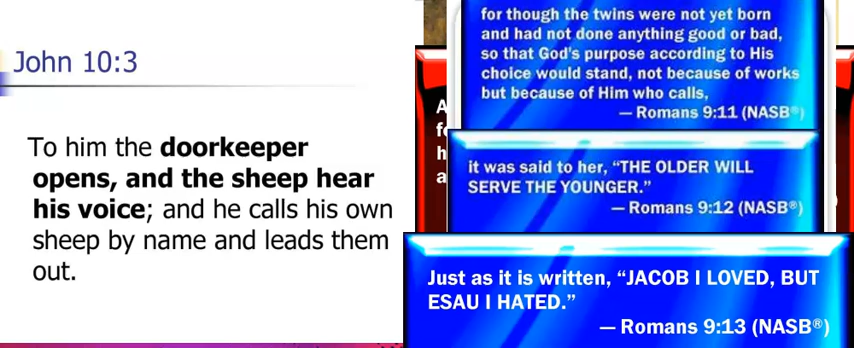 John 10:3
To him the doorkeeper
opens, and the sheep hear
his voice; and he calls his own
sheep by name and leads them
out.
for though the twins were not yet born
and had not done anything good or bad,
so that God's purpose according to His
choice would stand, not because of works
but because of Him who calls,
— Romans 9:11 (NASB®)
it was said to her, “THE OLDER WILL
SERVE THE YOUNGER.”
— Romans 9:12 (NASB®)
Just as it is written, “JACOB I LOVED, BUT
ESAU I HATED.”
— Romans 9:13 (NASB®)